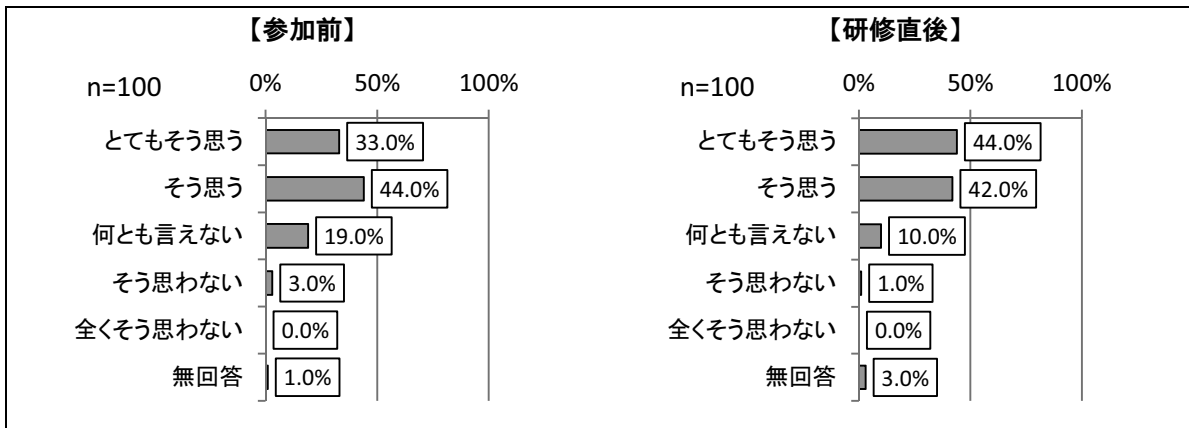 【参加前】
n=100
0% 50% 100%
とてもそう思う 33.0%
そう思う 44.0%
何とも言えない 19.0%
そう思わない 3.0%
全くそう思わない 0.0%
無回答 1.0%
【研修直後】
n=100
0% 50% 100%
とてもそう思う 44.0%
そう思う 42.0%
何とも言えない 10.0%
そう思わない 1.0%
全くそう思わない 0.0%
無回答 3.0%